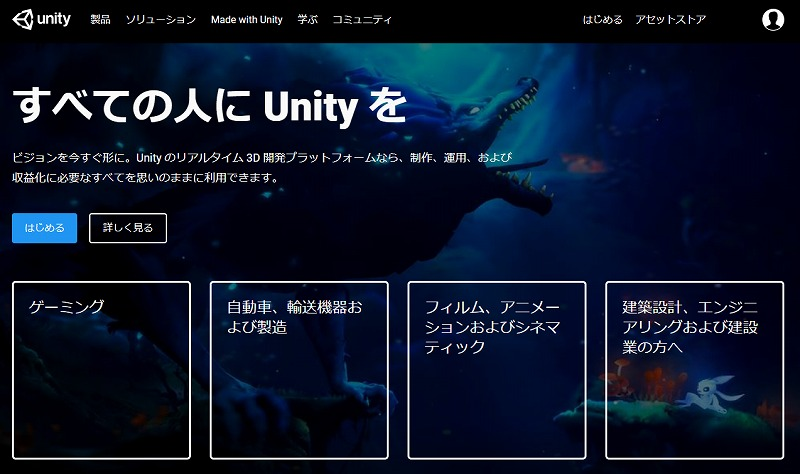 unity 製品 ソリューション Made with Unity 学ぶ コミュニティ はじめる アセットストア
すべての人に Unity を
ビジョンを今すぐ形に。Unity のリアルタイム 3D 開発プラットフォームなら、制作、運用、および
収益化に必要なすべてを思いのままに利用できます。
はじめる 詳しく見る
ゲーミング
自動車、輸送機器お
よび製造
フィルム、アニメー
ションおよびシネマ
ティック
建築設計、エンジニ
アリングおよび建設
業の方へ